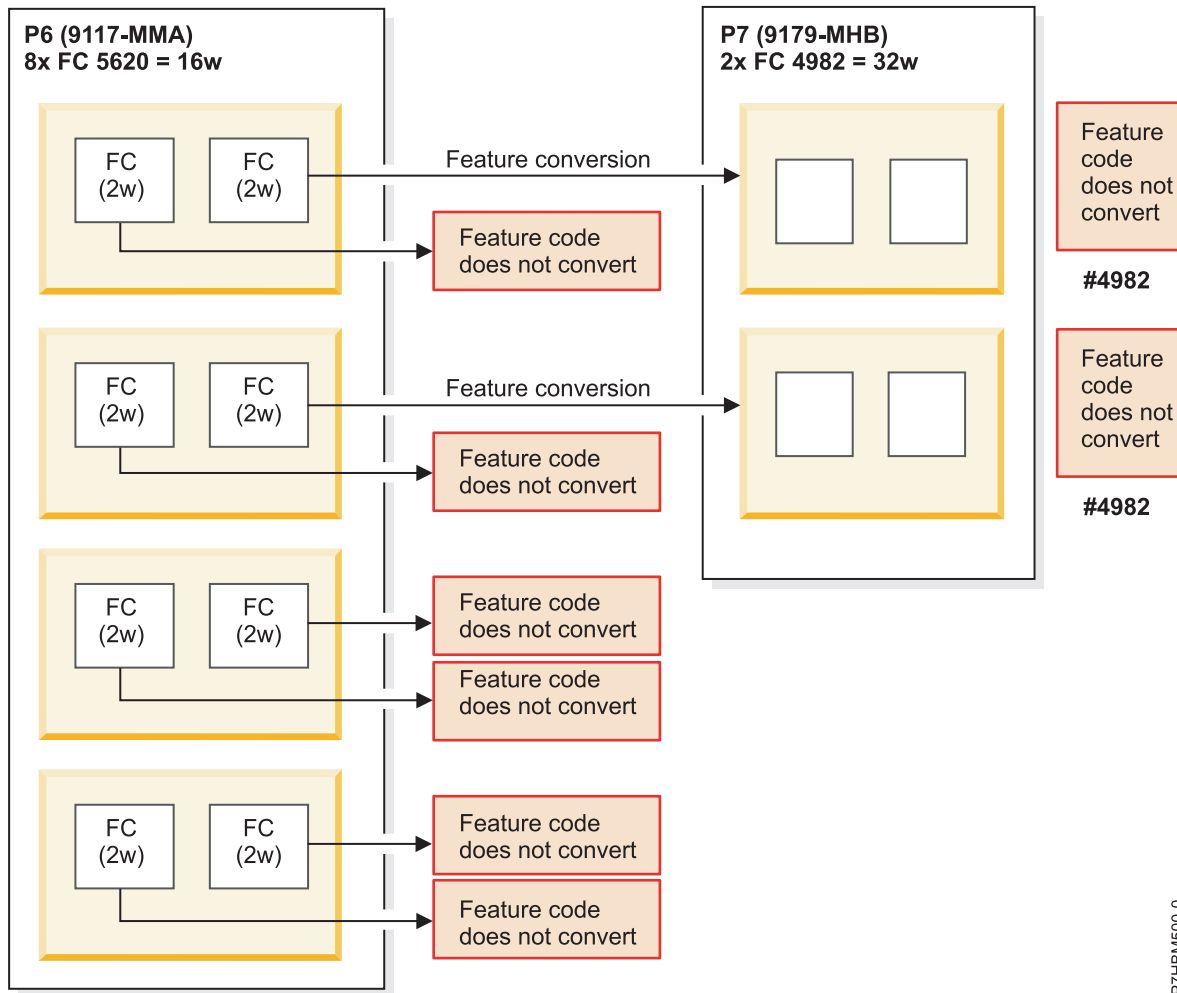 P6 (9117-MMA)
8x FC 5620 = 16w
P7 (9179-MHB)
2x FC 4982 = 32w
FC
(2w)
FC
(2w)
Feature conversion
Feature code
does not convert
Feature
code
does not
convert
#4982
FC
(2w)
FC
(2w)
Feature conversion
Feature code
does not convert
Feature
code
does not
convert
#4982
FC
(2w)
FC
(2w)
Feature code
does not convert
Feature code
does not convert
FC
(2w)
FC
(2w)
Feature code
does not convert
Feature code
does not convert